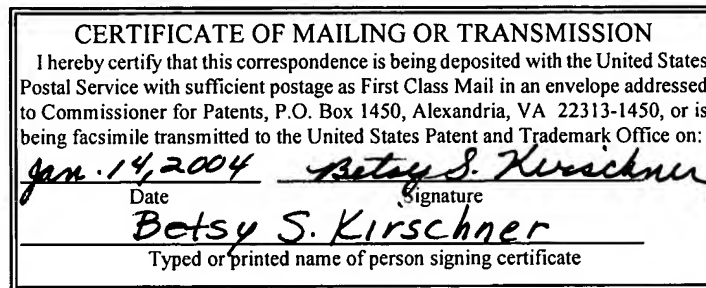 CERTIFICATE OF MAILING OR TRANSMISSION
I hereby certify that this correspondence is being deposited with the United States
Postal Service with sufficient postage as First Class Mail in an envelope addressed
to Commissioner for Patents, P.O. Box 1450, Alexandria, VA 22313-1450, or is
being facsimile transmitted to the United States Patent and Trademark Office on:
Jan. 14, 2004 Betsy S. Kirschner
Date Signature
Betsy S. Kirschner
Typed or printed name of person signing certificate